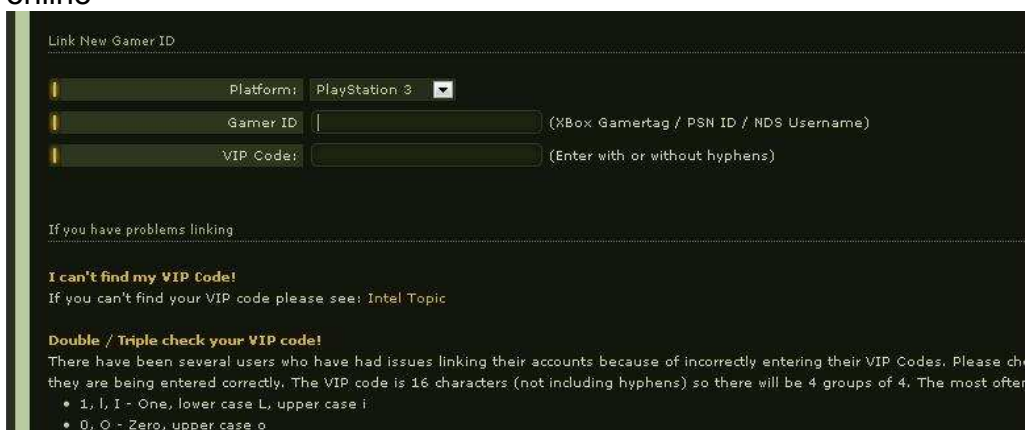 online
Link New Gamer ID
Platform: PlayStation 3
Gamer ID (XBox Gamertag / PSN ID / NDS Username)
VIP Code: (Enter with or without hyphens)
If you have problems linking
I can't find my VIP Code!
If you can't find your VIP code please see: Intel Topic
Double / Triple check your VIP code!
There have been several users who have had issues linking their accounts because of incorrectly entering their VIP Codes. Please
they are being entered correctly. The VIP code is 16 characters (not including hyphens) so there will be 4 groups of 4. The most
• 1, l, I - One, lower case L, upper case i
• 0, O - Zero, upper case o